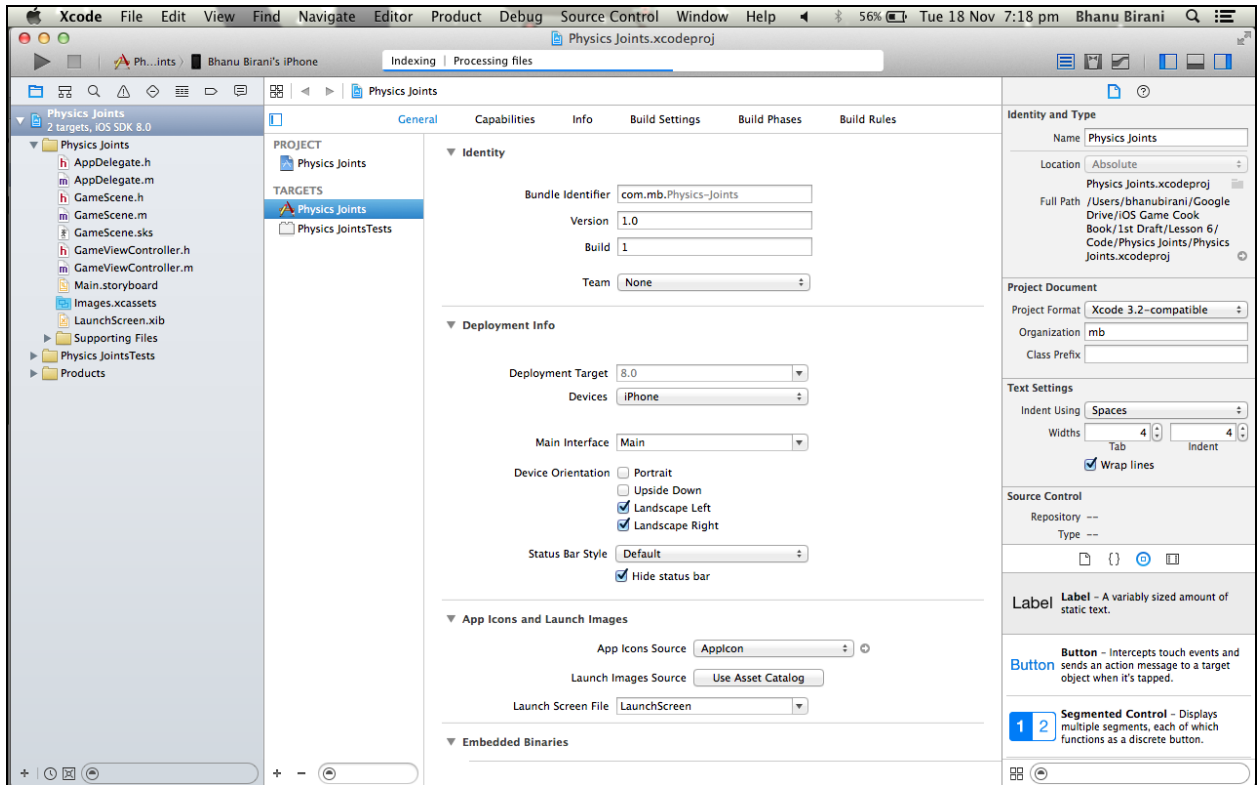 Xcode File Edit View Find Navigate Editor Product Debug Source Control Window Help 56% Tue 18 Nov 7:18 pm Bhanu Birani
Physics Joints.xcodeproj
Ph...ints Bhanu Birani's iPhone Indexing | Processing files
Physics Joints
Physics Joints
2 targets, iOS SDK 8.0
Physics Joints
h AppDelegate.h
m AppDelegate.m
h GameScene.h
m GameScene.m
GameScene.sks
h GameViewController.h
m GameViewController.m
Main.storyboard
Images.xcassets
LaunchScreen.xib
Supporting Files
Physics JointsTests
Products
General Capabilities Info Build Settings Build Phases Build Rules
PROJECT
Physics Joints
TARGETS
Physics Joints
Physics JointsTests
Identity
Bundle Identifier com.mb.Physics-Joints
Version 1.0
Build 1
Team None
Deployment Info
Deployment Target 8.0
Devices iPhone
Main Interface Main
Device Orientation Portrait
Upside Down
Landscape Left
Landscape Right
Status Bar Style Default
Hide status bar
App Icons and Launch Images
App Icons Source AppIcon
Launch Images Source Use Asset Catalog
Launch Screen File LaunchScreen
Embedded Binaries
Identity and Type
Name Physics Joints
Location Absolute
Physics Joints.xcodeproj
Full Path /Users/bhanubirani/Google
Drive/iOS Game Cook
Book/1st Draft/Lesson 6/
Code/Physics Joints/Physics
Joints.xcodeproj
Project Document
Project Format Xcode 3.2-compatible
Organization mb
Class Prefix
Text Settings
Indent Using Spaces
Widths 4 4
Tab Indent
Wrap lines
Source Control
Repository --
Type --
{}
Label Label - A variably sized amount of
static text.
Button - Intercepts touch events and
Button sends an action message to a target
object when it's tapped.
Segmented Control - Displays
1 2 multiple segments, each of which
functions as a discrete button.